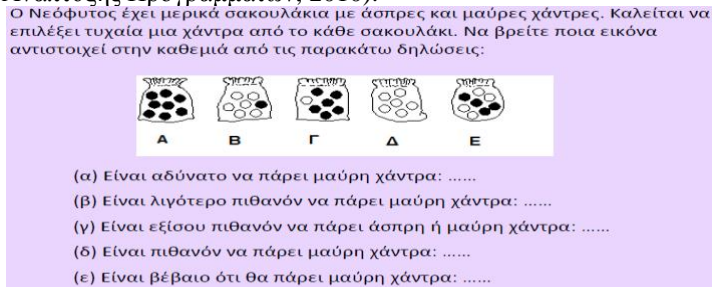 Ο Νεόφυτος έχει μερικά σακουλάκια με άσπρες και μαύρες χάντρες. Καλείται να
επιλέξει τυχαία μια χάντρα από το κάθε σακουλάκι. Να βρείτε ποια εικόνα
αντιστοιχεί στην καθεμιά από τις παρακάτω δηλώσεις:
Α Β Γ Δ Ε
(α) Είναι αδύνατο να πάρει μαύρη χάντρα: ......
(β) Είναι λιγότερο πιθανόν να πάρει μαύρη χάντρα: ......
(γ) Είναι εξίσου πιθανόν να πάρει άσπρη ή μαύρη χάντρα: ......
(δ) Είναι πιθανόν να πάρει μαύρη χάντρα: ......
(ε) Είναι βέβαιο ότι θα πάρει μαύρη χάντρα: ......